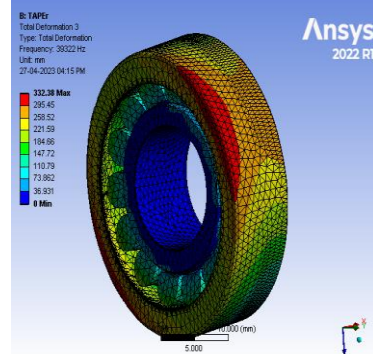 B: TAPEr
Total Deformation 3
Type: Total Deformation
Frequency: 39322 Hz
Unit: mm
27-04-2023 04:15 PM
332.38 Max
295.45
258.52
221.59
184.66
147.72
110.79
73.862
36.931
0 Min
Ansys
2022 R1
10.000 (mm)
5.000